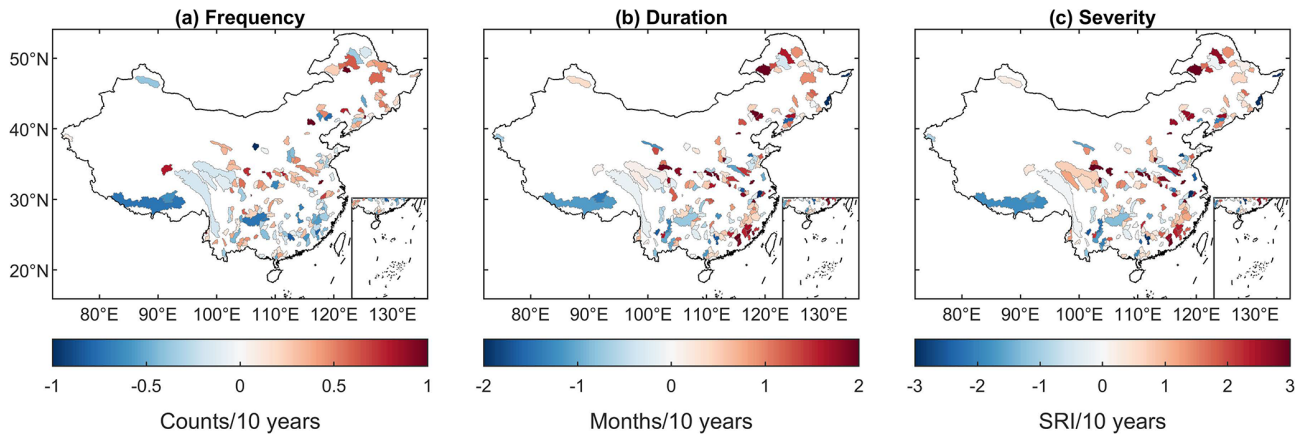 (a) Frequency (b) Duration (c) Severity
50°N
40°N
30°N
20°N
80°E 90°E 100°E 110°E 120°E 130°E 80°E 90°E 100°E 110°E 120°E 130°E 80°E 90°E 100°E 110°E 120°E 130°E
-1 -0.5 0 0.5 1 -2 -1 0 1 2 -3 -2 -1 0 1 2 3
Counts/10 years Months/10 years SRI/10 years